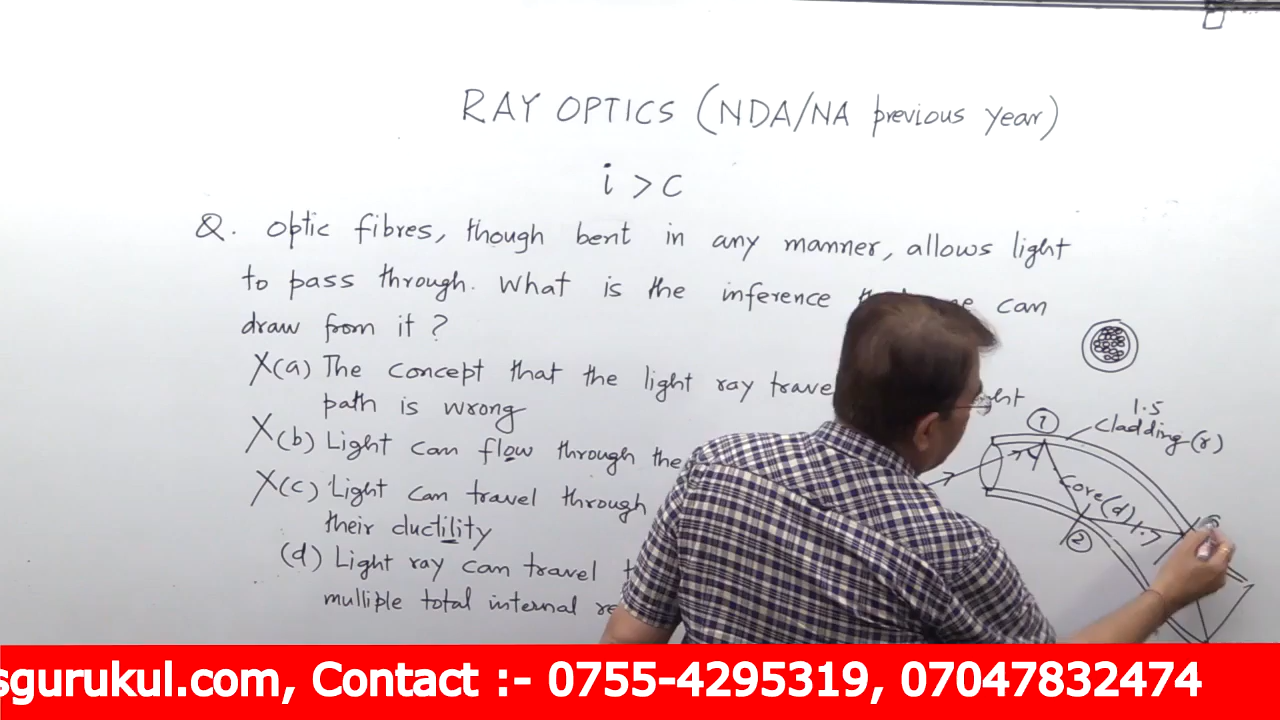 RAY OPTICS (NDA/NA previous year)
i > c
Q. Optic fibres, though bent in any manner, allows light
to pass through. What is the inference can
draw from it ?
X(a) The concept that the light ray
path is wrong
X(b) Light can flow through the
X(c) Light can travel through
their ductility
(d) Light ray can travel
mulliple total internal
1
1.5
cladding (r)
core (d)
1.7
2
sgurukul.com, Contact :- 0755-4295319, 07047832474